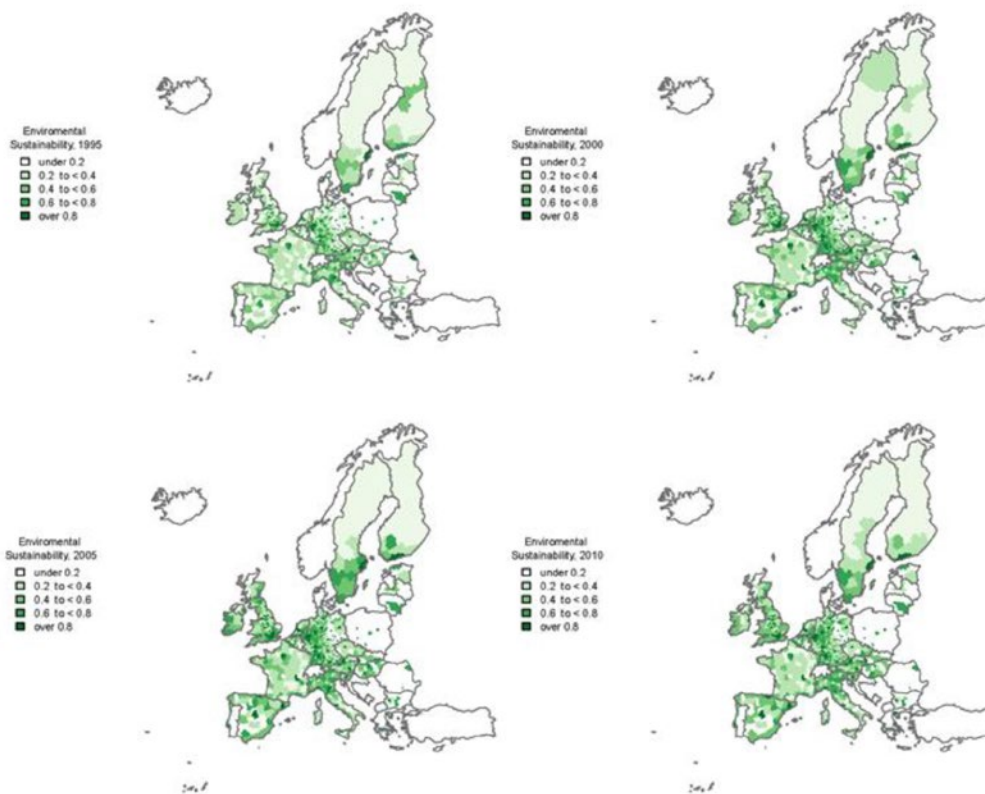 Enviromental
Sustainability, 1995
under 0.2
0.2 to < 0.4
0.4 to < 0.6
0.6 to < 0.8
over 0.8
Enviromental
Sustainability, 2000
under 0.2
0.2 to < 0.4
0.4 to < 0.6
0.6 to < 0.8
over 0.8
Enviromental
Sustainability, 2005
under 0.2
0.2 to < 0.4
0.4 to < 0.6
0.6 to < 0.8
over 0.8
Enviromental
Sustainability, 2010
under 0.2
0.2 to < 0.4
0.4 to < 0.6
0.6 to < 0.8
over 0.8